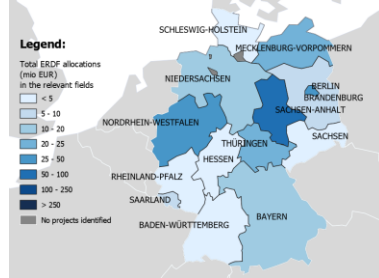 SCHLESWIG-HOLSTEIN
Legend:
MECKLENBURG-VORPOMMERN
Total ERDF allocations
(mio EUR)
in the relevant fields
NIEDERSACHSEN
< 5
BERLIN
5 - 10
BRANDENBURG
10 - 20
SACHSEN-ANHALT
20 - 25
NORDRHEIN-WESTFALEN
25 - 50
SACHSEN
THÜRINGEN
50 - 100
HESSEN
100 - 250
RHEINLAND-PFALZ
> 250
SAARLAND
No projects identified
BAYERN
BADEN-WÜRTTEMBERG